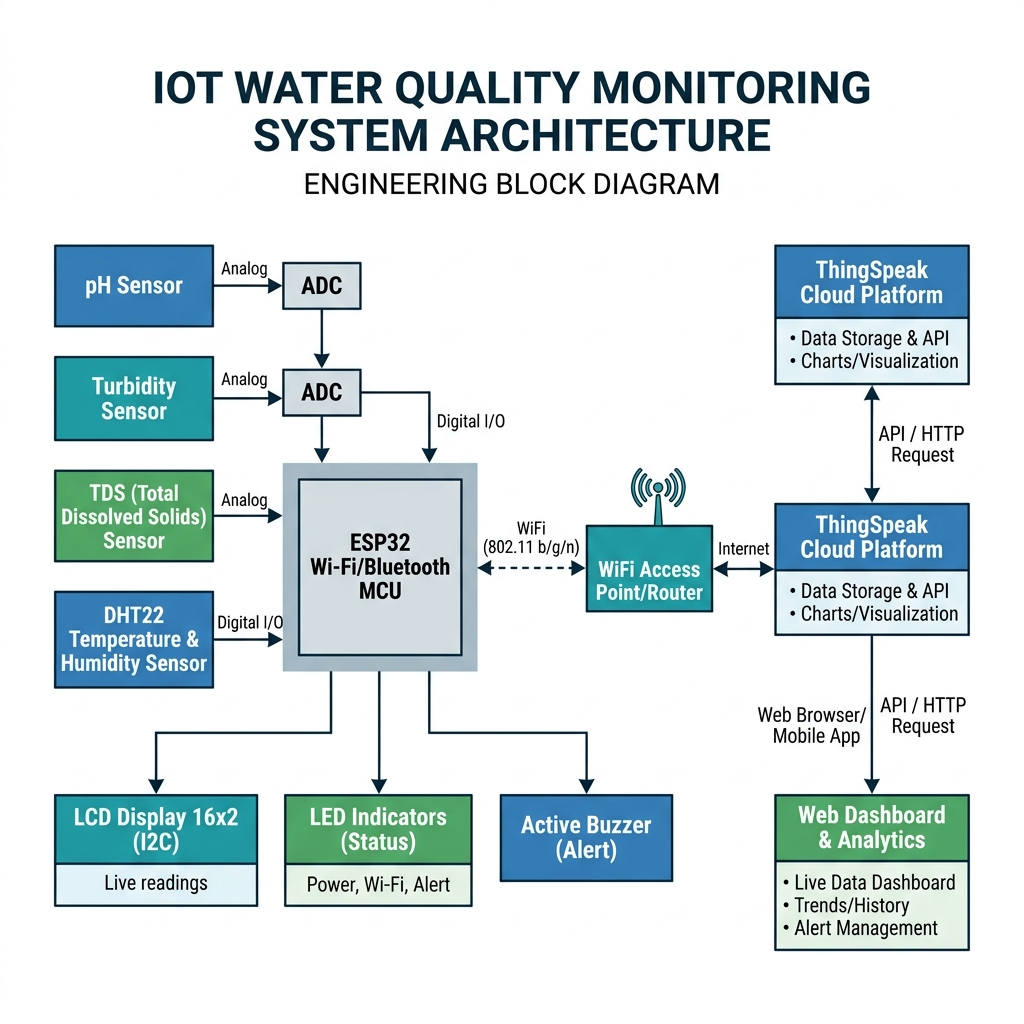 IOT WATER QUALITY MONITORING
SYSTEM ARCHITECTURE
ENGINEERING BLOCK DIAGRAM
pH Sensor
Analog
ADC
Turbidity
Sensor
Analog
ADC
Digital I/O
TDS (Total
Dissolved Solids)
Sensor
Analog
DHT22
Temperature &
Humidity Sensor
Digital I/O
ESP32
Wi-Fi/Bluetooth
MCU
WiFi
(802.11 b/g/n)
WiFi Access
Point/Router
Internet
ThingSpeak
Cloud Platform
• Data Storage & API
• Charts/Visualization
API / HTTP
Request
ThingSpeak
Cloud Platform
• Data Storage & API
• Charts/Visualization
Web Browser/
Mobile App
API / HTTP
Request
LCD Display 16x2
(I2C)
Live readings
LED Indicators
(Status)
Power, Wi-Fi, Alert
Active Buzzer
(Alert)
Web Dashboard
& Analytics
• Live Data Dashboard
• Trends/History
• Alert Management